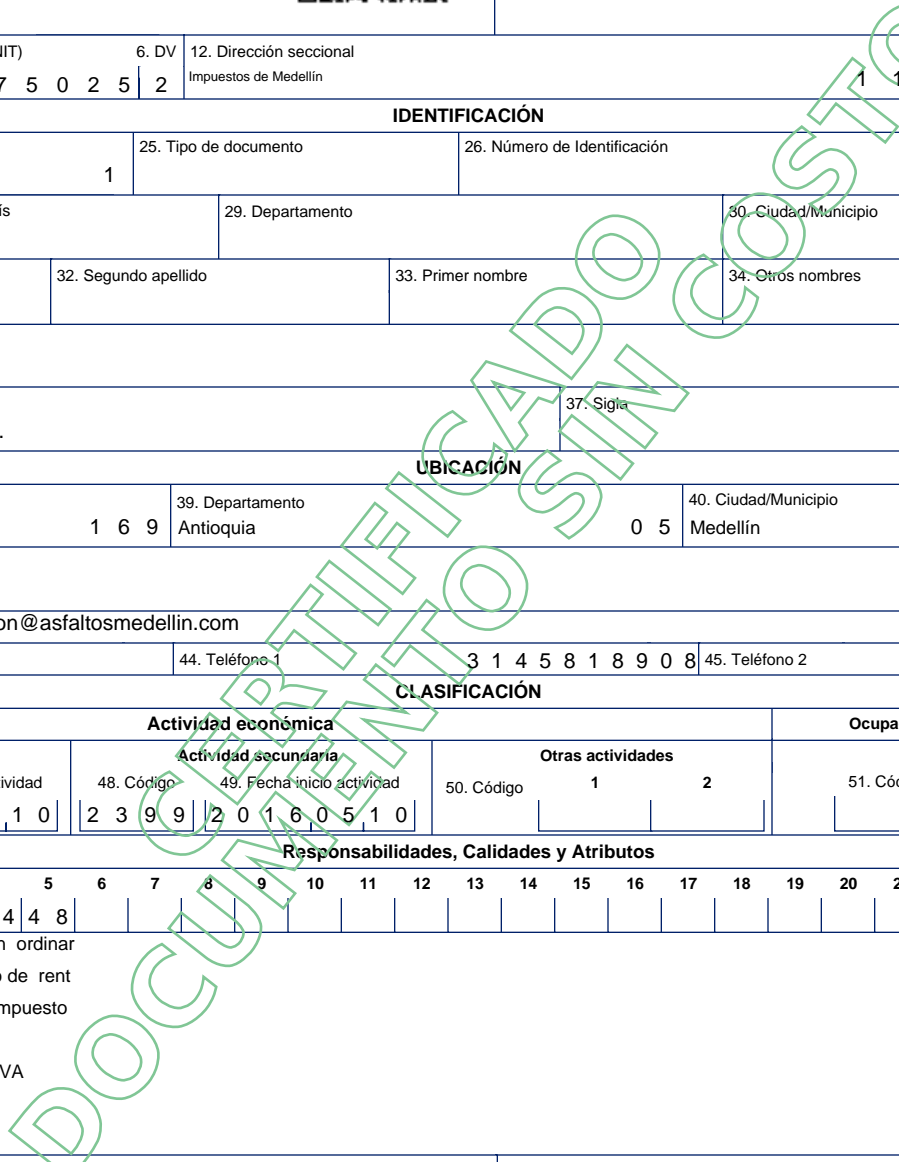 6. DV 12. Dirección seccional
5 0 2 5 2 Impuestos de Medellín
IDENTIFICACIÓN
25. Tipo de documento 26. Número de Identificación
1
29. Departamento 30. Ciudad/Municipio
32. Segundo apellido 33. Primer nombre 34. Otros nombres
37. Sigla
UBICACIÓN
39. Departamento 40. Ciudad/Municipio
1 6 9 Antioquia 0 5 Medellín
on@asfaltosmedellin.com
44. Teléfono 1 3 1 4 5 8 1 8 9 0 8 45. Teléfono 2
CLASIFICACIÓN
Actividad económica Ocupa
Actividad secundaria Otras actividades
ividad 48. Código 49. Fecha inicio actividad 50. Código 1 2 51. Cód
1 0 2 3 9 9 2 0 1 6 0 5 1 0
Responsabilidades, Calidades y Atributos
5 6 7 8 9 10 11 12 13 14 15 16 17 18 19 20
4 4 8
ordinar
de rent
mpuesto
VA
CERTIFICADO
DOCUMENTO SIN COSTO